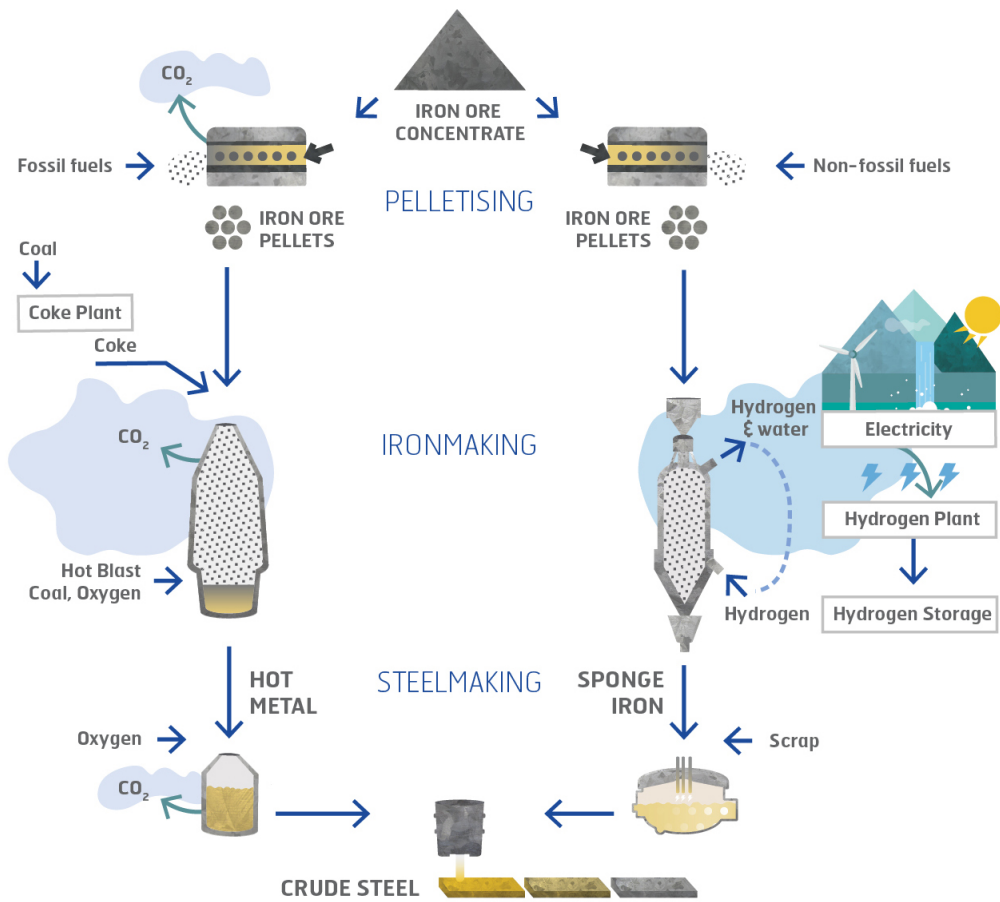 CO₂
IRON ORE
CONCENTRATE
Fossil fuels
Non-fossil fuels
PELLETISING
IRON ORE
PELLETS
IRON ORE
PELLETS
Coal
Coke Plant
Coke
CO₂
IRONMAKING
Hydrogen
& water
Electricity
Hydrogen Plant
Hot Blast
Coal, Oxygen
Hydrogen
Hydrogen Storage
HOT
METAL
STEELMAKING
SPONGE
IRON
Oxygen
Scrap
CO₂
CRUDE STEEL